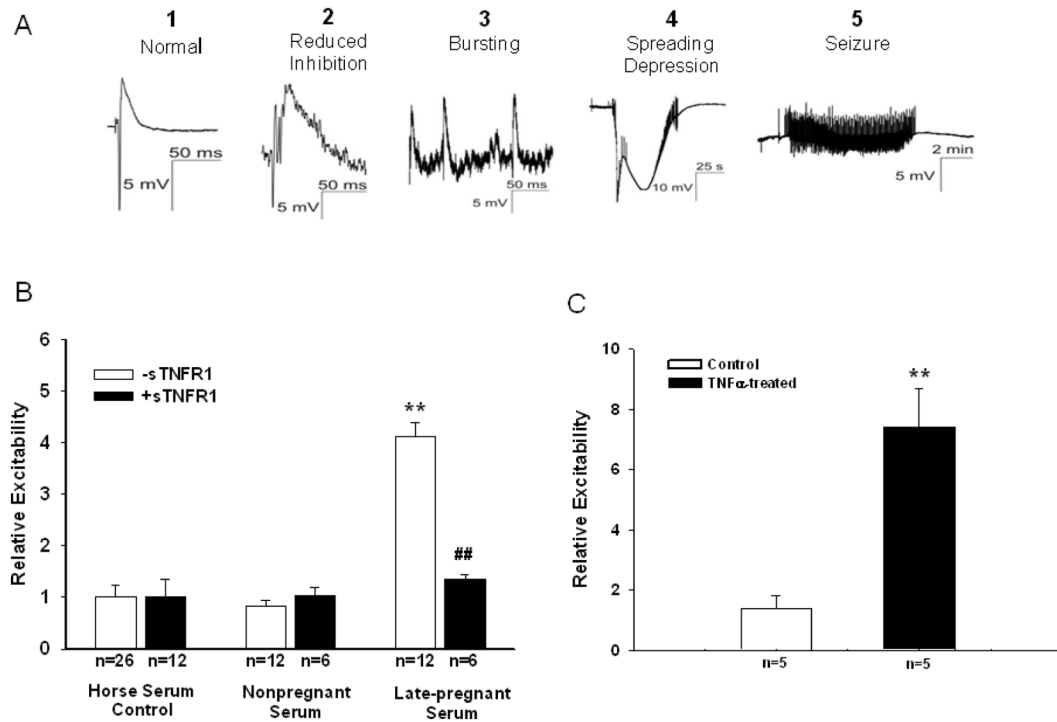 A
1
Normal
50 ms
5 mV
2
Reduced
Inhibition
50 ms
5 mV
3
Bursting
50 ms
5 mV
4
Spreading
Depression
25 s
10 mV
5
Seizure
2 min
5 mV
B
Relative Excitability
6
5
4
3
2
1
0
-sTNFR1
+sTNFR1
**
##
n=26 n=12
n=12 n=6
n=12 n=6
Horse Serum
Control
Nonpregnant
Serum
Late-pregnant
Serum
C
Relative Excitability
10
8
6
4
2
0
Control
TNFα-treated
**
n=5
n=5